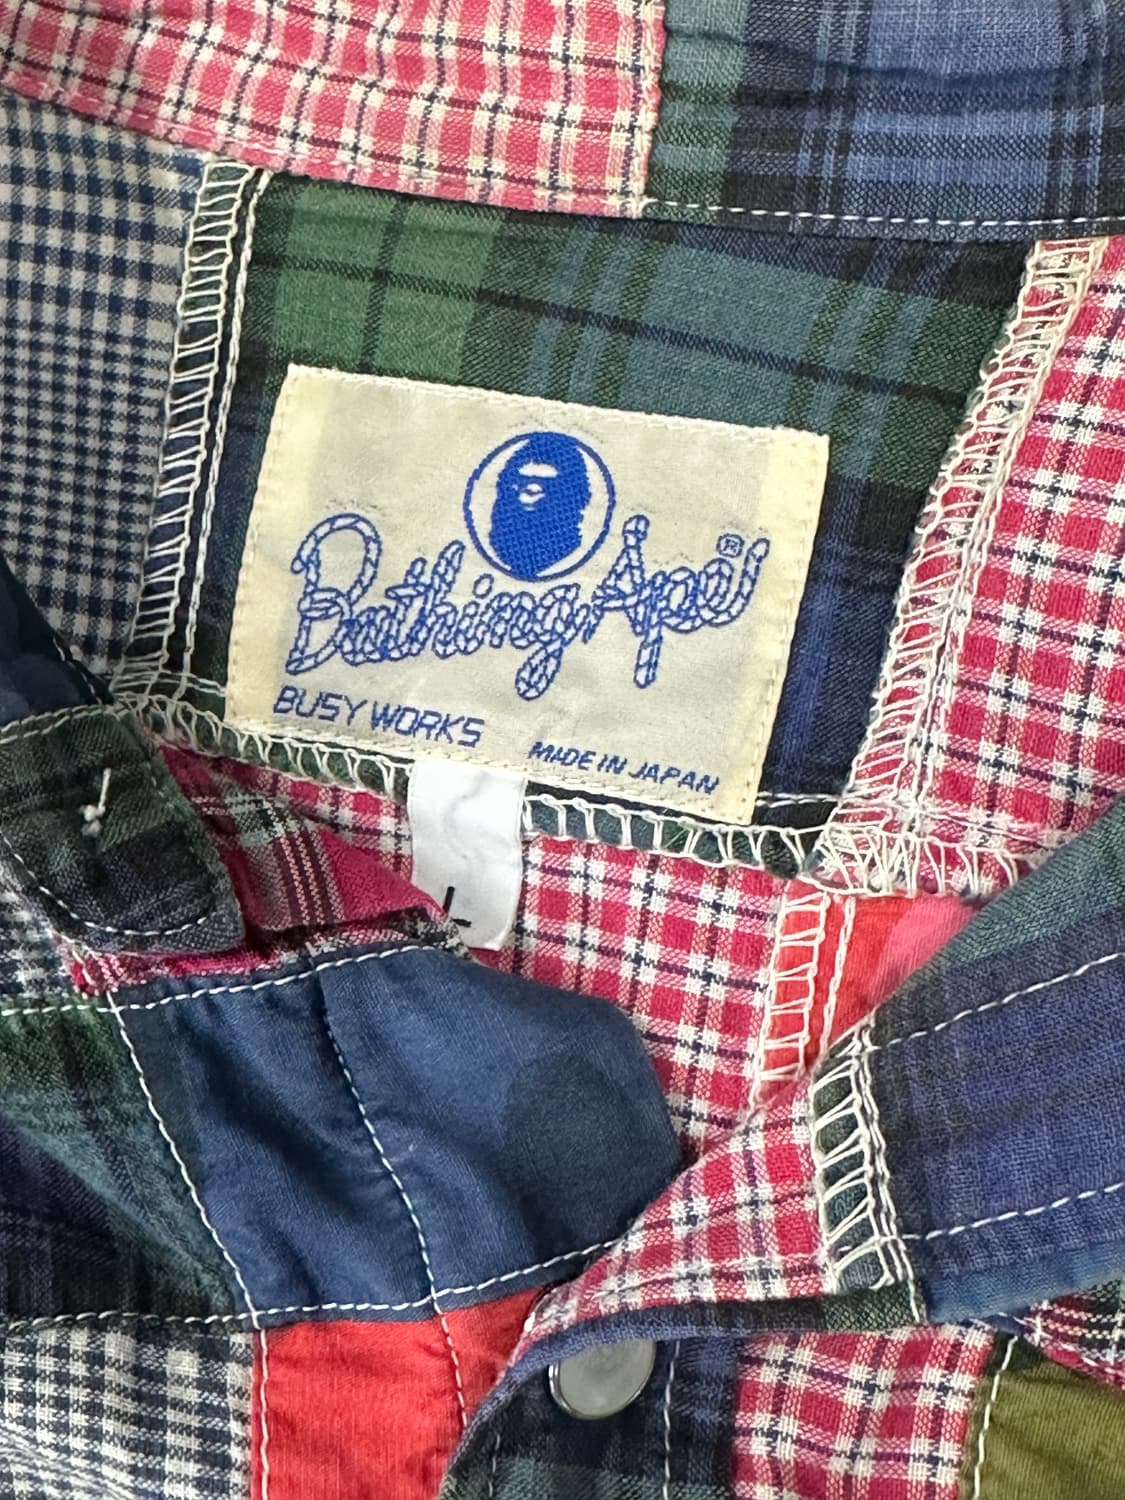 Bathing Ape ®
BUSY WORKS
MADE IN JAPAN
L